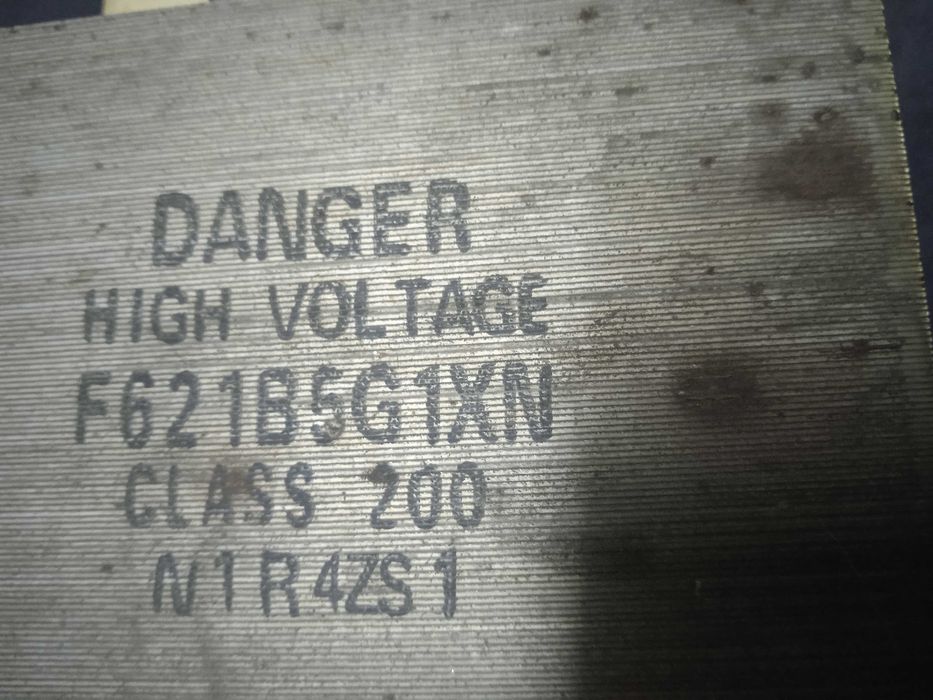 DANGER
HIGH VOLTAGE
F621B5G1XN
CLASS 200
N1R4ZS1